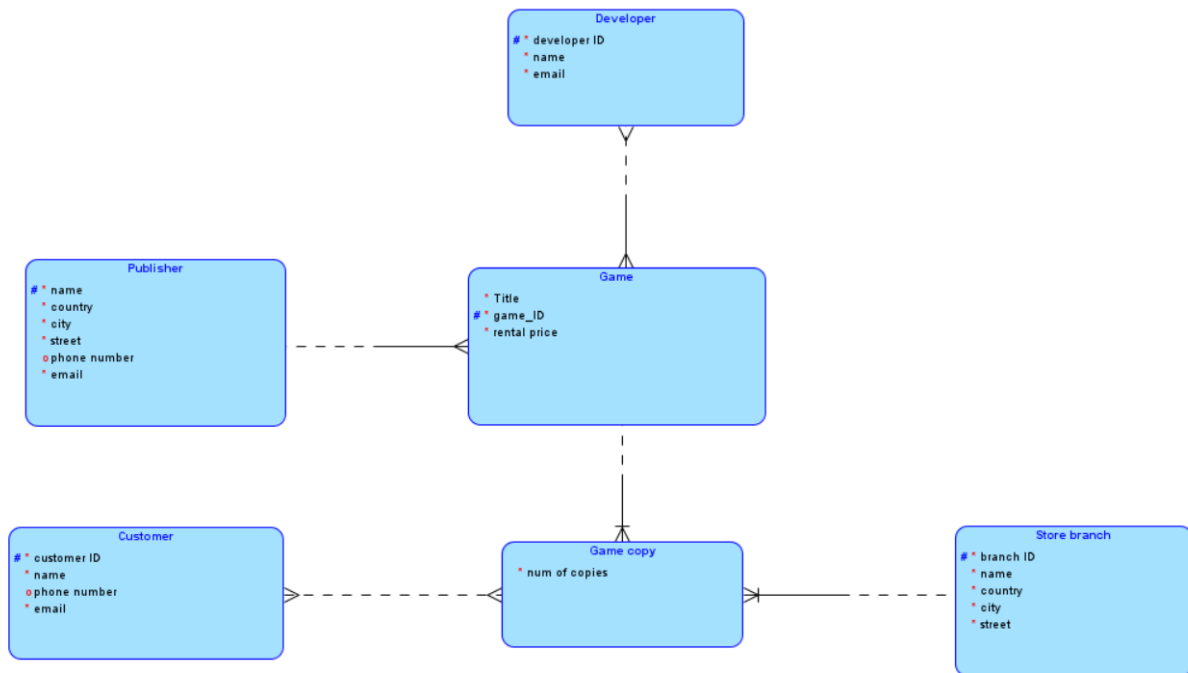 Developer
# * developer ID
* name
* email
Publisher
# * name
* country
* city
* street
o phone number
* email
Game
* Title
# * game_ID
* rental price
Customer
# * customer ID
* name
o phone number
* email
Game copy
* num of copies
Store branch
# * branch ID
* name
* country
* city
* street